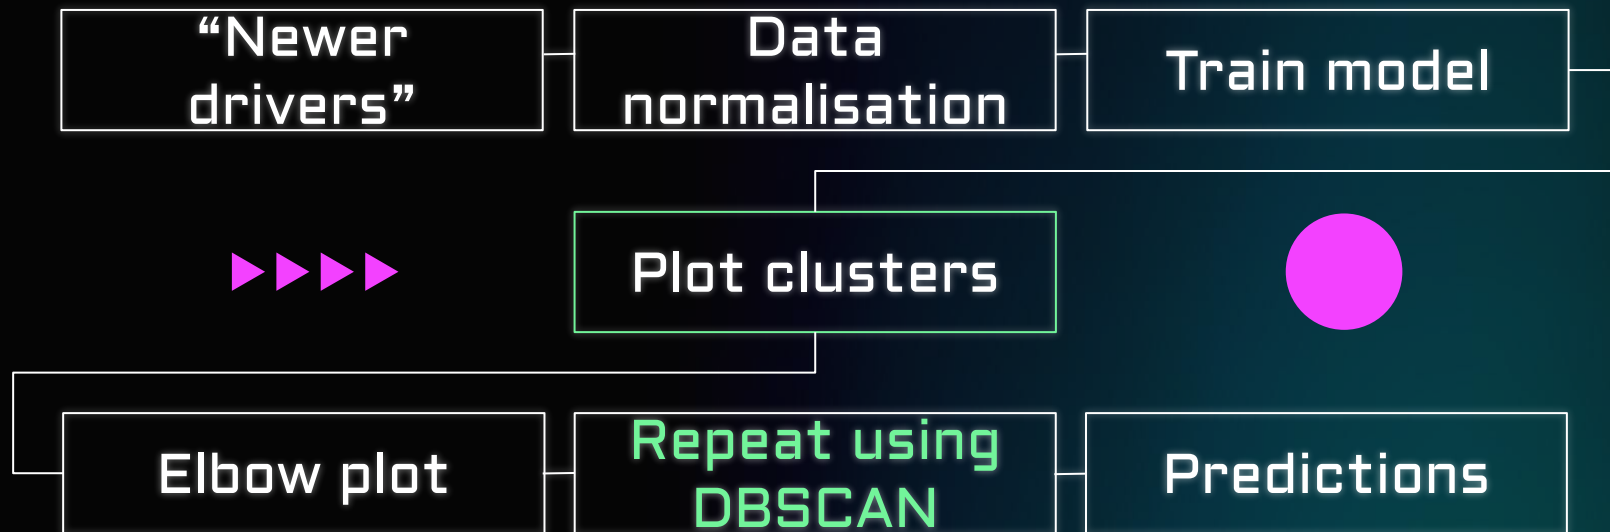 “Newer
drivers”
Data
normalisation
Train model
Plot clusters
Elbow plot
Repeat using
DBSCAN
Predictions